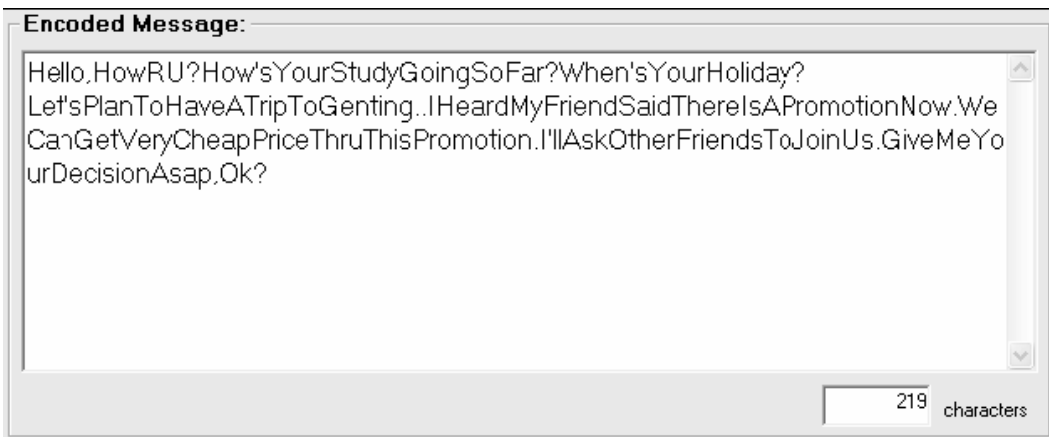 Encoded Message:
Hello,HowRU?How'sYourStudyGoingSoFar?When'sYourHoliday?
Let'sPlanToHaveATripToGenting..IHeardMyFriendSaidThereIsAPromotionNow.We
CanGetVeryCheapPriceThruThisPromotion.I'llAskOtherFriendsToJoinUs.GiveMeYo
urDecisionAsap,Ok?
219 characters